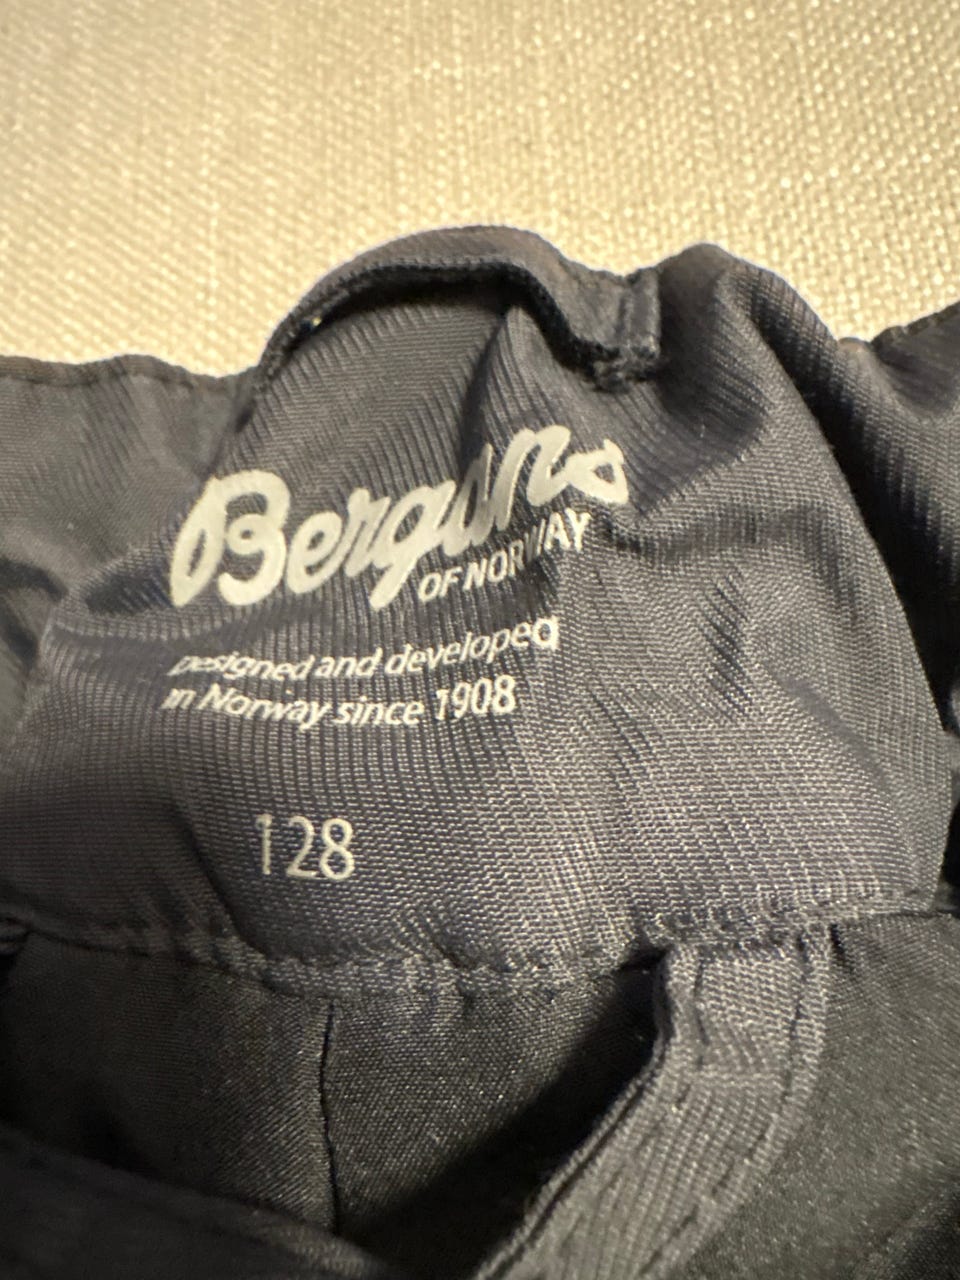 Bergans
OF NORWAY
Designed and developed
in Norway since 1908
128